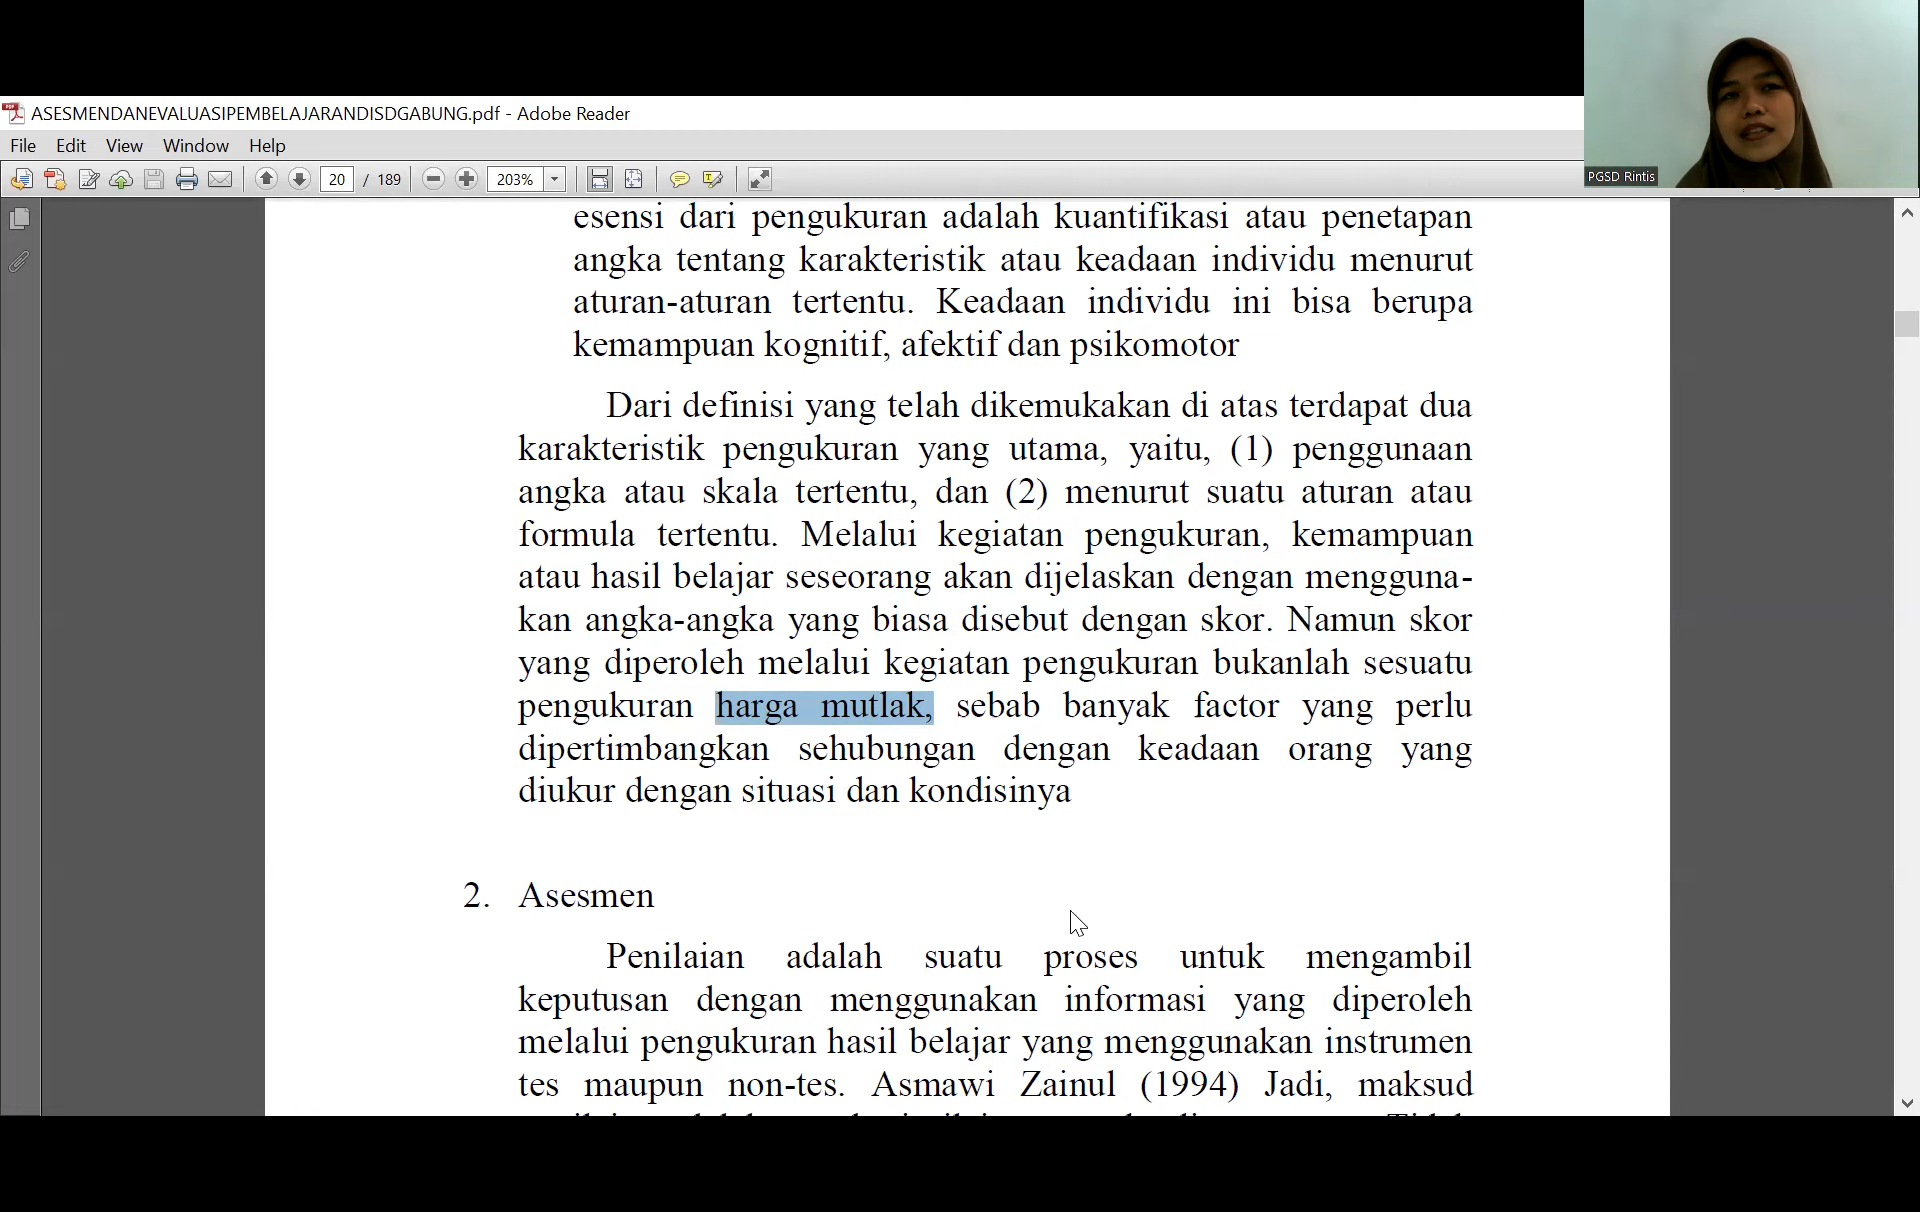 PGSD Rintis
ASESMENDANEVALUASIPEMBELAJARANDISDGABUNG.pdf - Adobe Reader
File Edit View Window Help
20 / 189 203%
esensi dari pengukuran adalah kuantifikasi atau penetapan
angka tentang karakteristik atau keadaan individu menurut
aturan-aturan tertentu. Keadaan individu ini bisa berupa
kemampuan kognitif, afektif dan psikomotor
Dari definisi yang telah dikemukakan di atas terdapat dua
karakteristik pengukuran yang utama, yaitu, (1) penggunaan
angka atau skala tertentu, dan (2) menurut suatu aturan atau
formula tertentu. Melalui kegiatan pengukuran, kemampuan
atau hasil belajar seseorang akan dijelaskan dengan mengguna-
kan angka-angka yang biasa disebut dengan skor. Namun skor
yang diperoleh melalui kegiatan pengukuran bukanlah sesuatu
pengukuran harga mutlak, sebab banyak factor yang perlu
dipertimbangkan sehubungan dengan keadaan orang yang
diukur dengan situasi dan kondisinya
2. Asesmen
Penilaian adalah suatu proses untuk mengambil
keputusan dengan menggunakan informasi yang diperoleh
melalui pengukuran hasil belajar yang menggunakan instrumen
tes maupun non-tes. Asmawi Zainul (1994) Jadi, maksud